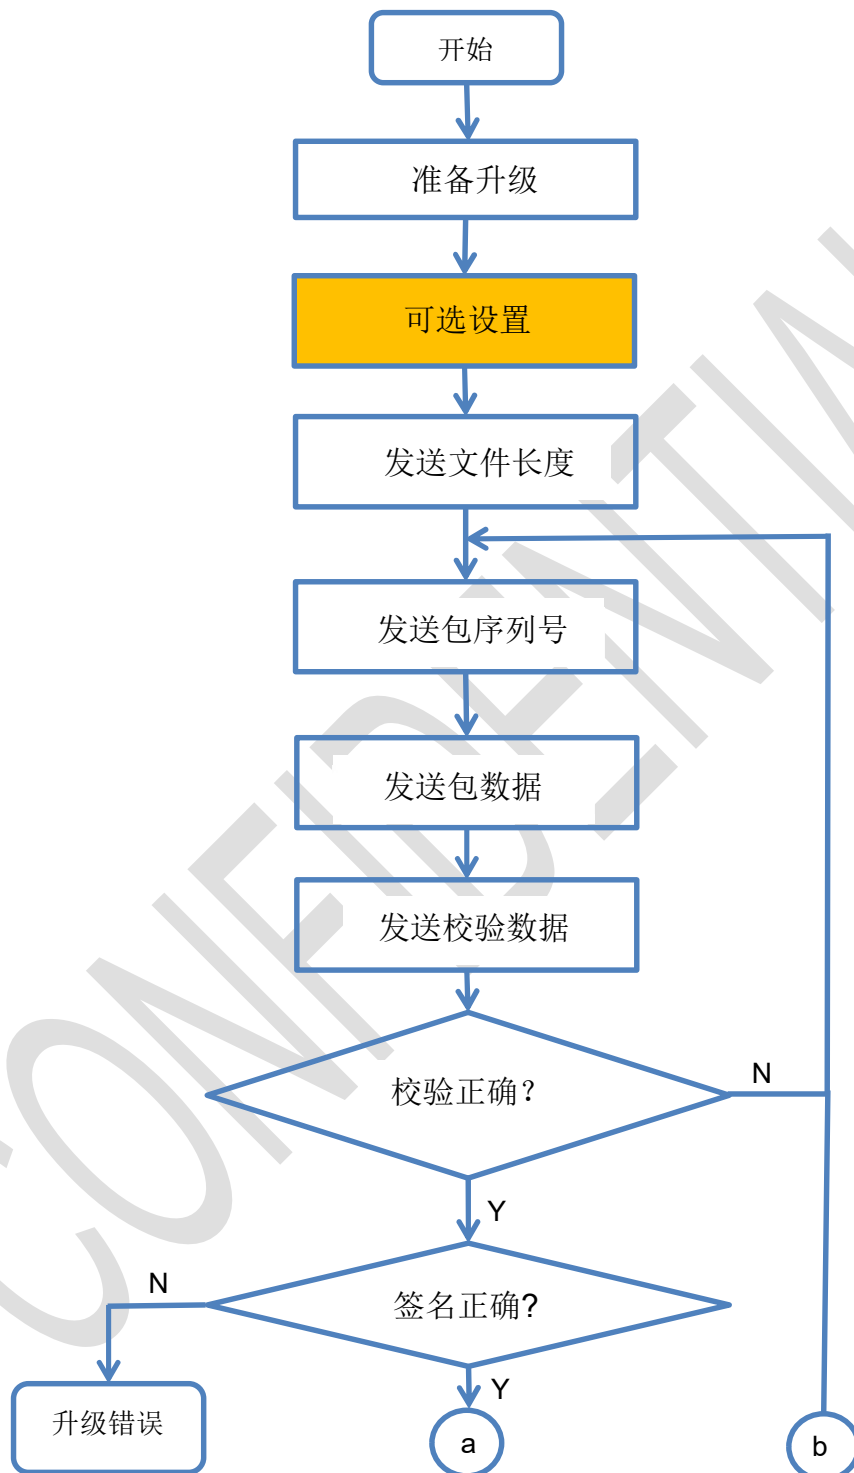 开始
准备升级
可选设置
发送文件长度
发送包序列号
发送包数据
发送校验数据
校验正确？
N
Y
签名正确?
N
Y
升级错误
a
b
CONFIDENTIAL